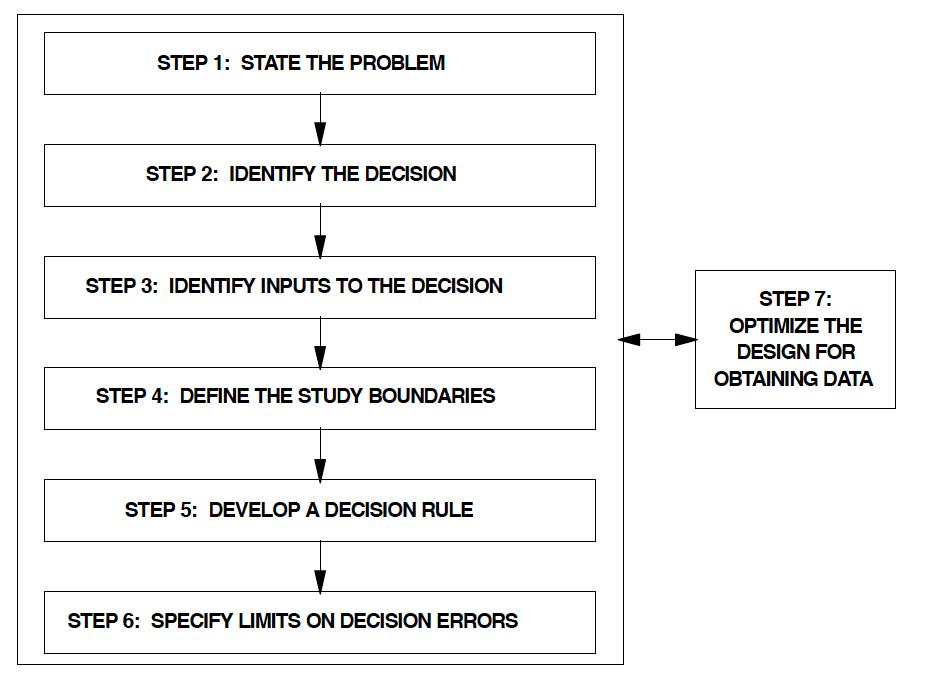 STEP 1: STATE THE PROBLEM
STEP 2: IDENTIFY THE DECISION
STEP 3: IDENTIFY INPUTS TO THE DECISION
STEP 4: DEFINE THE STUDY BOUNDARIES
STEP 5: DEVELOP A DECISION RULE
STEP 6: SPECIFY LIMITS ON DECISION ERRORS
STEP 7:
OPTIMIZE THE
DESIGN FOR
OBTAINING DATA